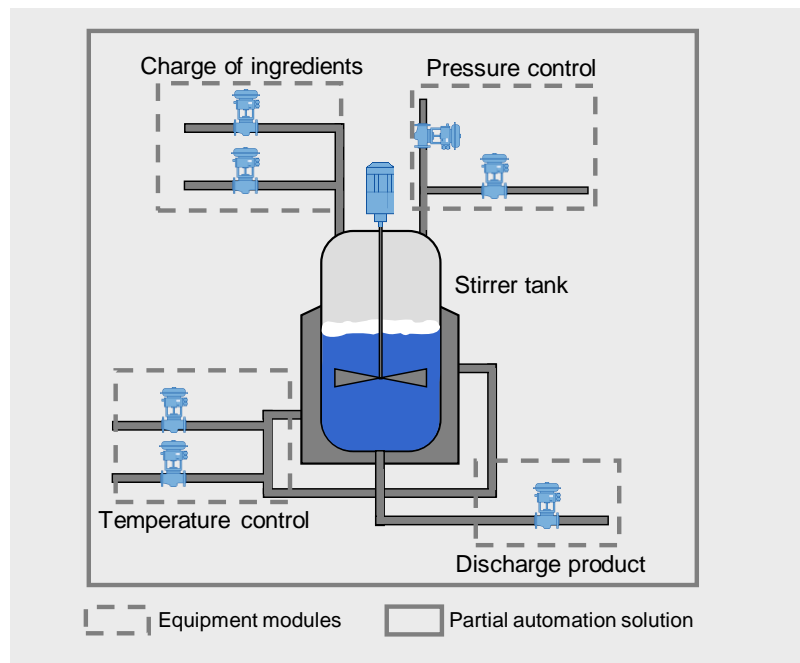 Charge of ingredients
Pressure control
Stirrer tank
Temperature control
Discharge product
Equipment modules
Partial automation solution